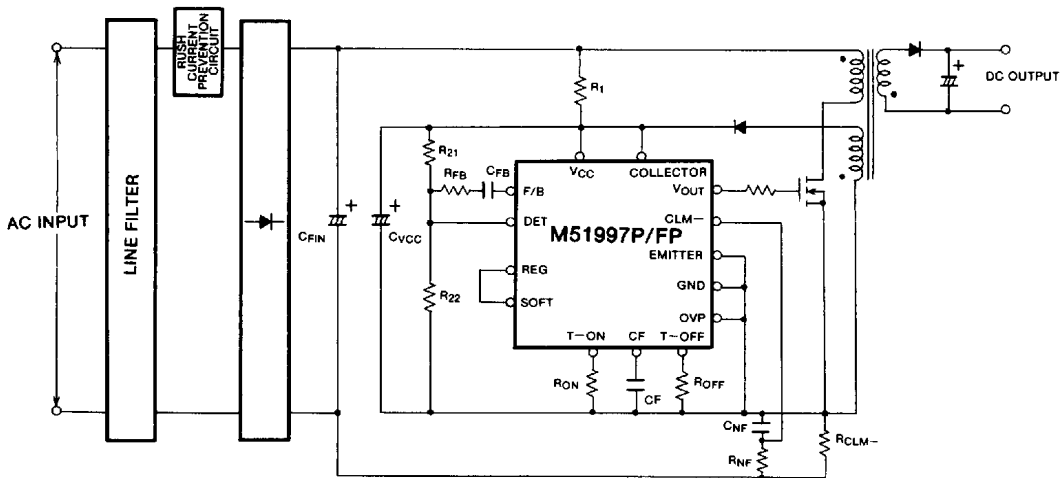 AC INPUT
LINE FILTER
RUSH
CURRENT
PREVENTION
CIRCUIT
CFIN
+
CVCC
+
R21
RFB
CFB
R22
R1
VCC
COLLECTOR
F/B
VOUT
DET
CLM−
M51997P/FP
EMITTER
REG
GND
SOFT
OVP
T−ON
CF
T−OFF
RON
CF
ROFF
CNF
RNF
RCLM−
+
DC OUTPUT